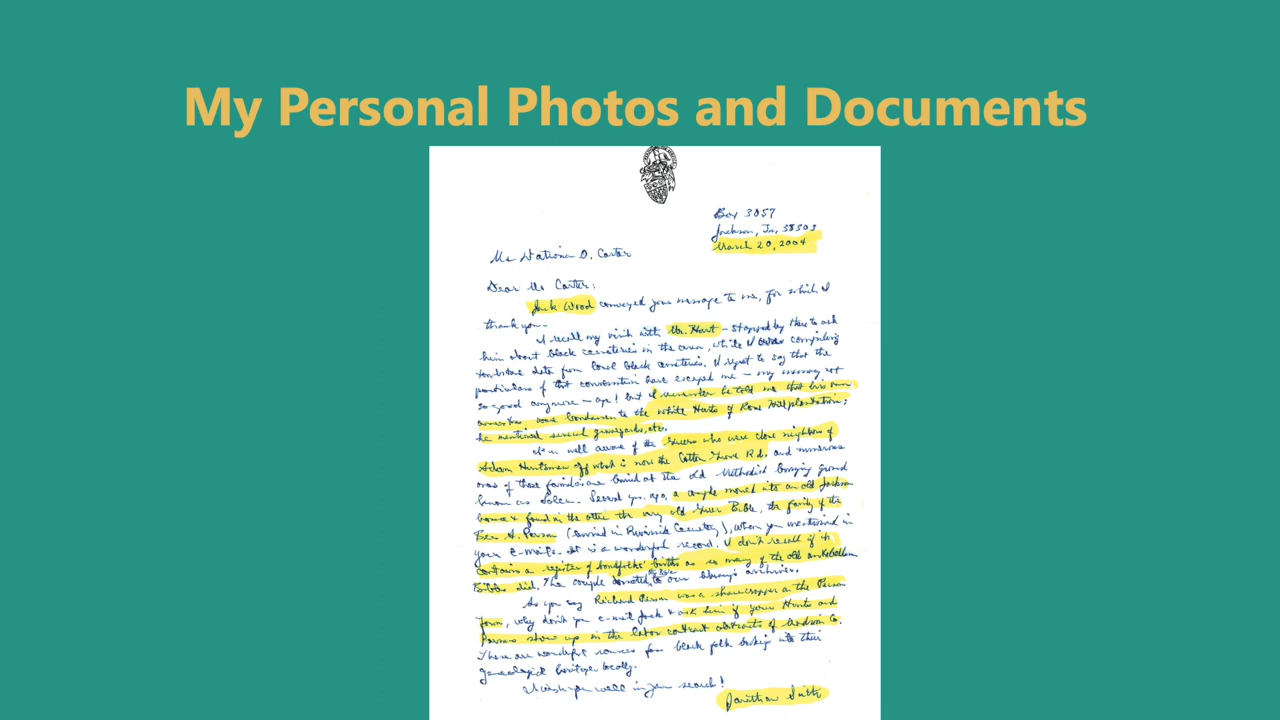 My Personal Photos and Documents
Box 3057
Jackson, Tn, 38303
March 20, 2004
Ms D. Carter
Dear Ms Carter:
Jack Wood conveyed your message to me, for which I
thank you-
I recall my visit with Mr. Hurt - stopped by there to ask
him about black cemeteries in the area, while I was compiling
tombstone data from local black cemeteries. I regret to say that the
particulars of that conversation have escaped me - my memory not
so good anymore - age! but I remember he told me that his own
ancestors were bondsmen to the white Hurts of Rose Hill plantation;
he mentioned several graveyards, etc.
I'm well aware of the Greers who were close neighbors of
Adam Huntsman off what is now the Cotton Grove Rd. and numerous
ones of those families are buried at the old Methodist burying ground
known as Salem. Several yrs. ago, a couple moved into an old Jackson
house & found in the attic the very old Greer Bible, the family of the
Ben A. Person (buried in Riverside Cemetery), whom you mentioned in
your e-mails. It is a wonderful record. I don't recall if it
contains a register of bondfolks' births as so many of the old antebellum
Bibles did. The couple donated to our library's archives.
As you say Richard Person was a sharecropper on the Person
farm, why don't you e-mail Jack & ask him if your Hurts and
Persons show up in the labor contract abstracts of Madison Co.
These are wonderful sources for black folk looking into their
genealogical heritage locally.
I wish you well in your search!
Jonathan Smith